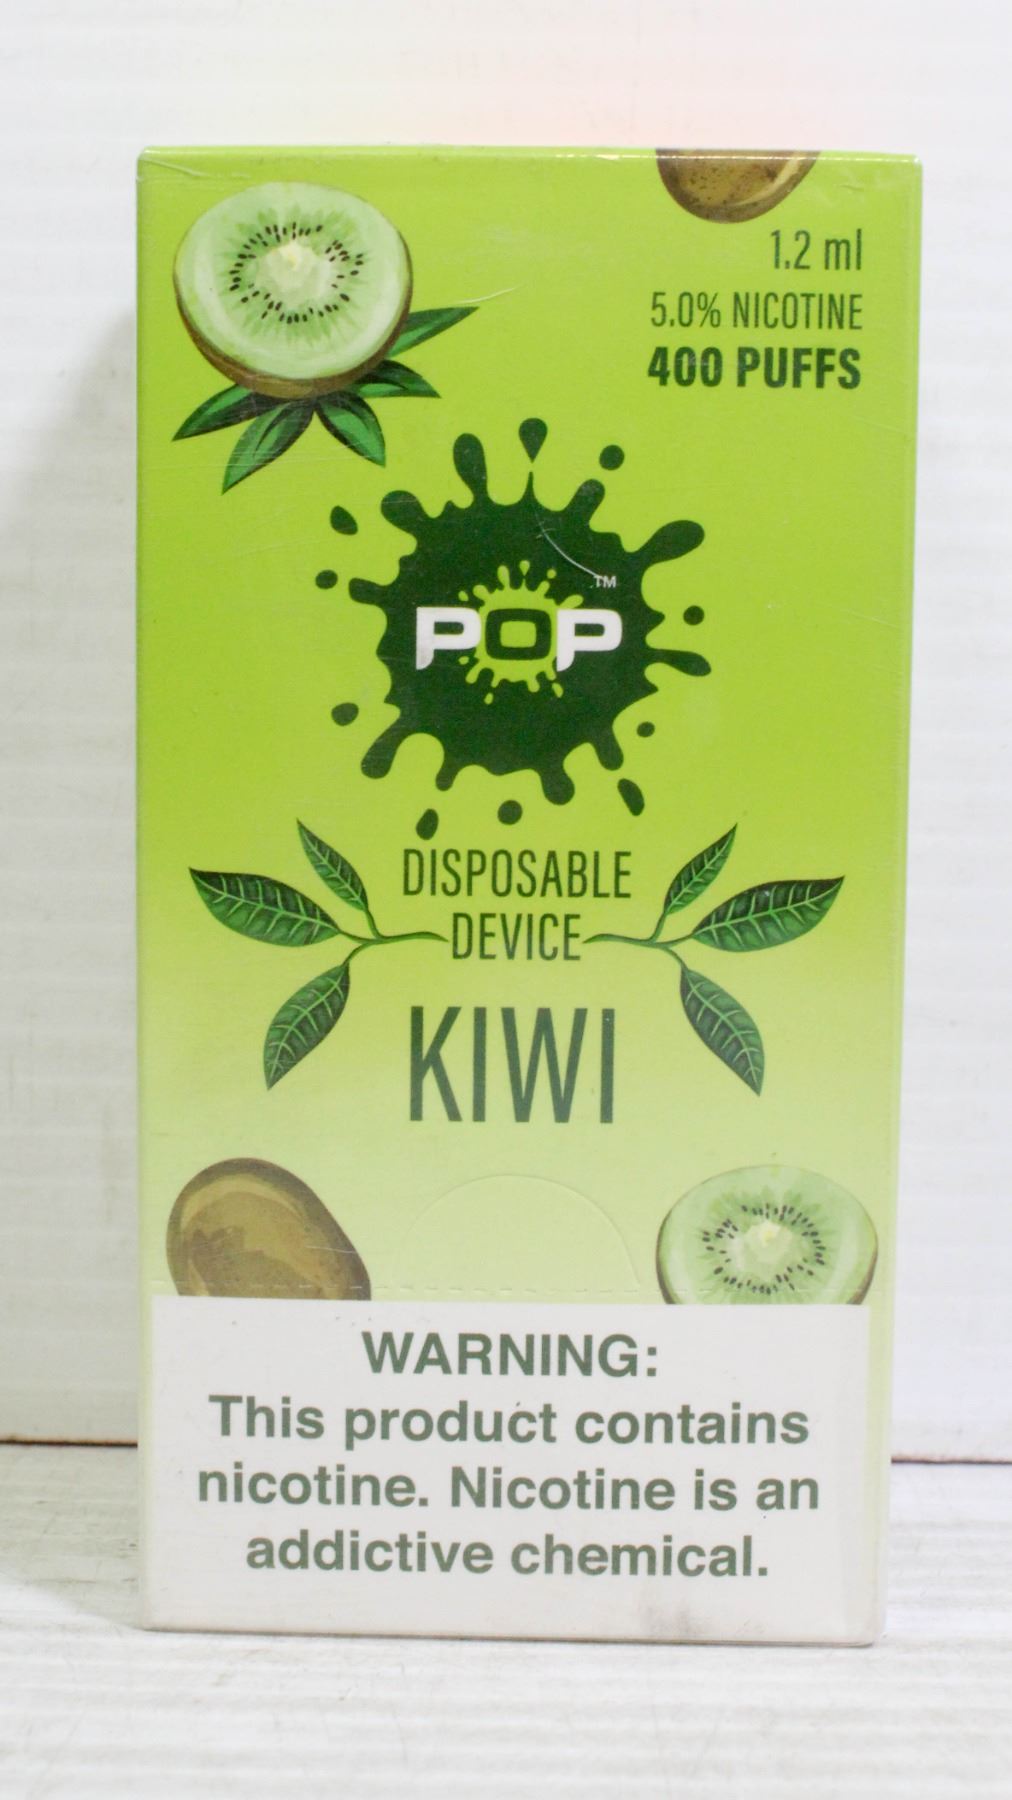 1.2 ml
5.0% NICOTINE
400 PUFFS
POP™
DISPOSABLE
DEVICE
KIWI
WARNING:
This product contains
nicotine. Nicotine is an
addictive chemical.